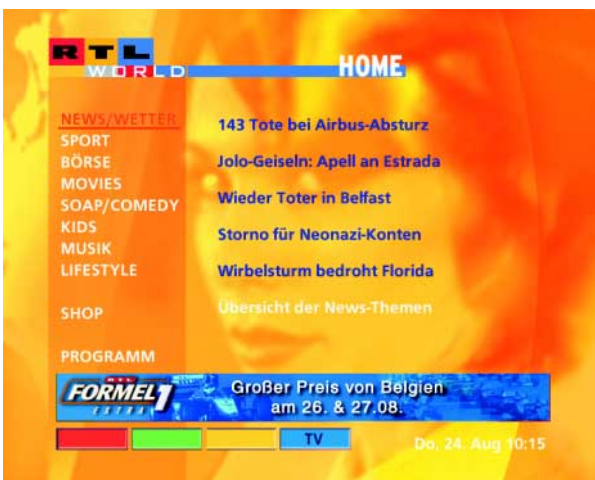 RTL
WORLD
HOME
NEWS/WETTER
SPORT
BÖRSE
MOVIES
SOAP/COMEDY
KIDS
MUSIK
LIFESTYLE
SHOP
PROGRAMM
143 Tote bei Airbus-Absturz
Jolo-Geiseln: Apell an Estrada
Wieder Toter in Belfast
Storno für Neonazi-Konten
Wirbelsturm bedroht Florida
Übersicht der News-Themen
RTL
FORMEL 1
EXTRA
Großer Preis von Belgien
am 26. & 27.08.
TV
Do, 24. Aug 10:15